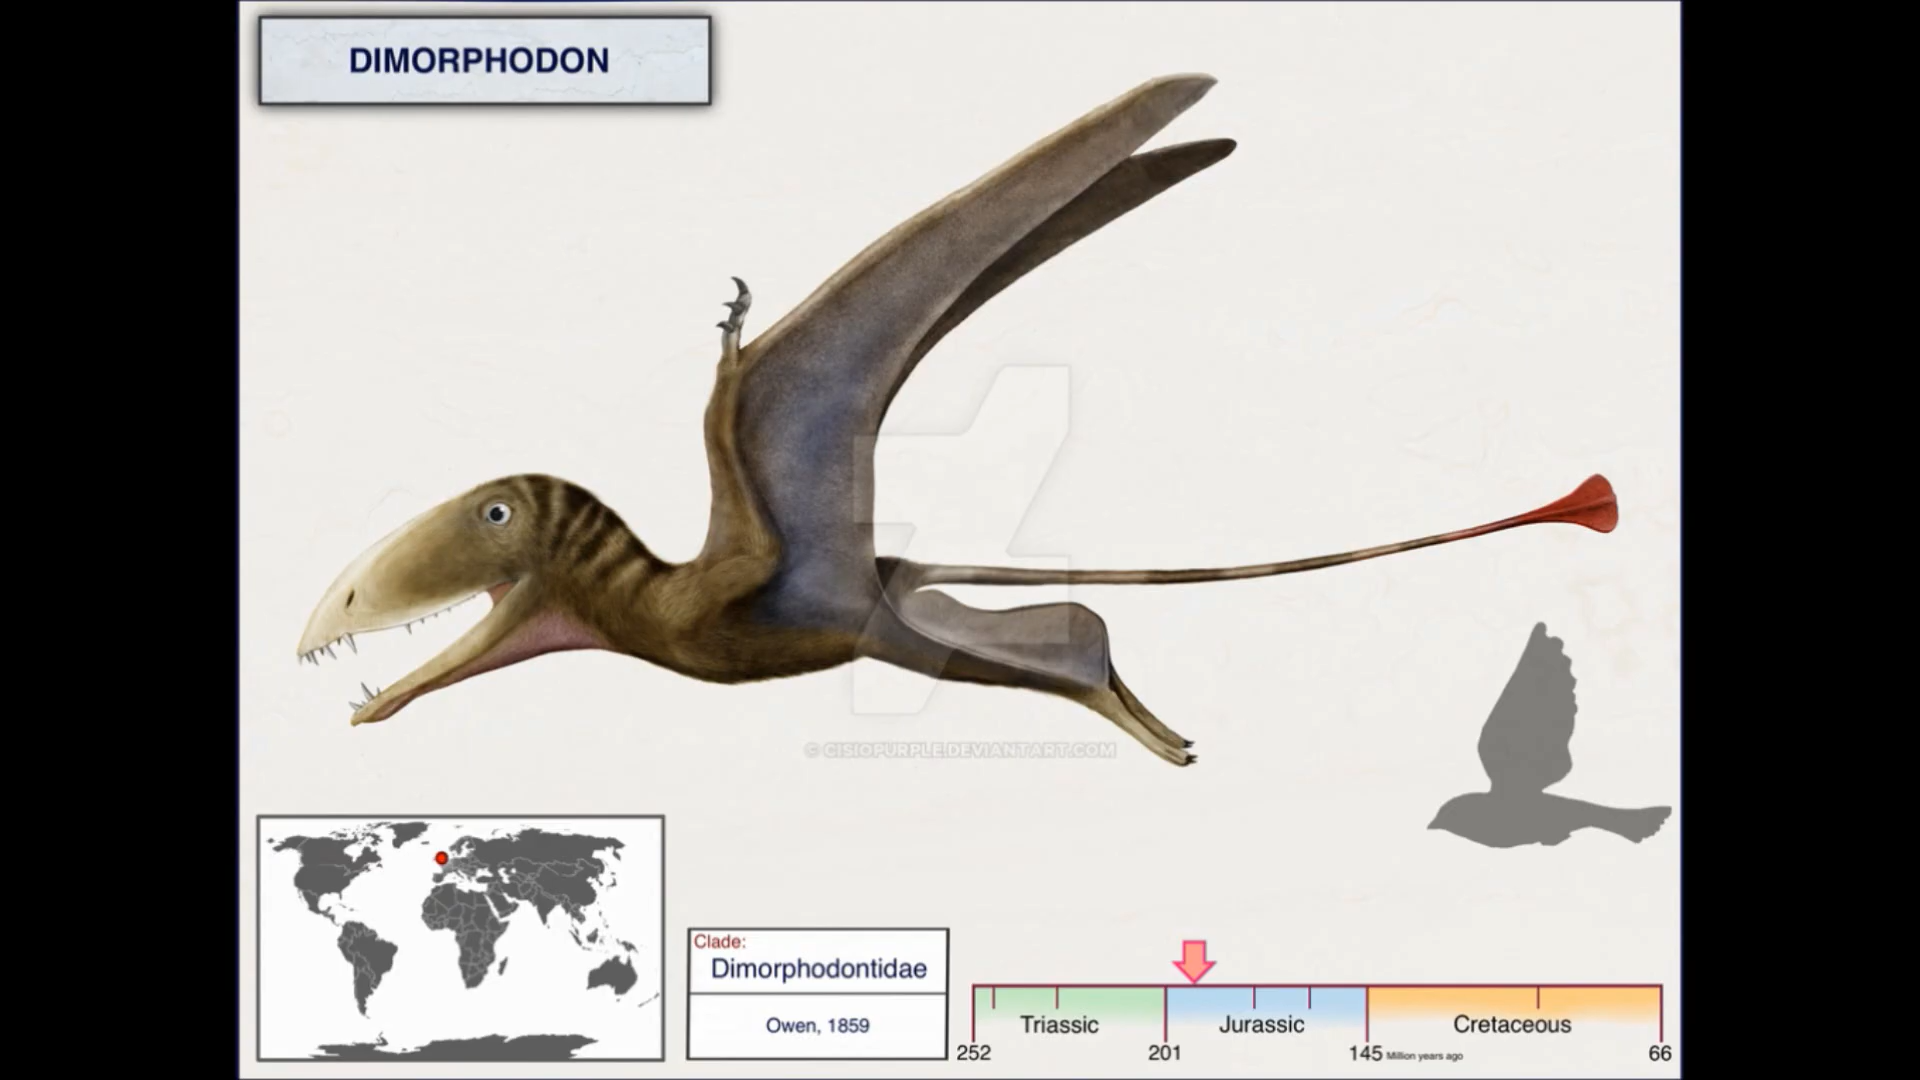 DIMORPHODON
© CISIOPURPLE.DEVIANTART.COM
Clade:
Dimorphodontidae
Owen, 1859
Triassic
Jurassic
Cretaceous
252
201
145 Million years ago
66